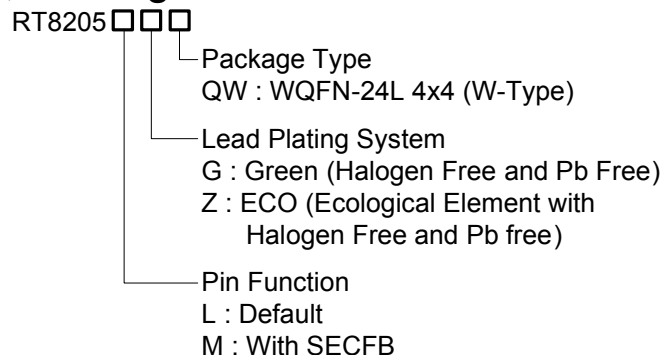 RT8205
Package Type
QW : WQFN-24L 4x4 (W-Type)
Lead Plating System
G : Green (Halogen Free and Pb Free)
Z : ECO (Ecological Element with
Halogen Free and Pb free)
Pin Function
L : Default
M : With SECFB